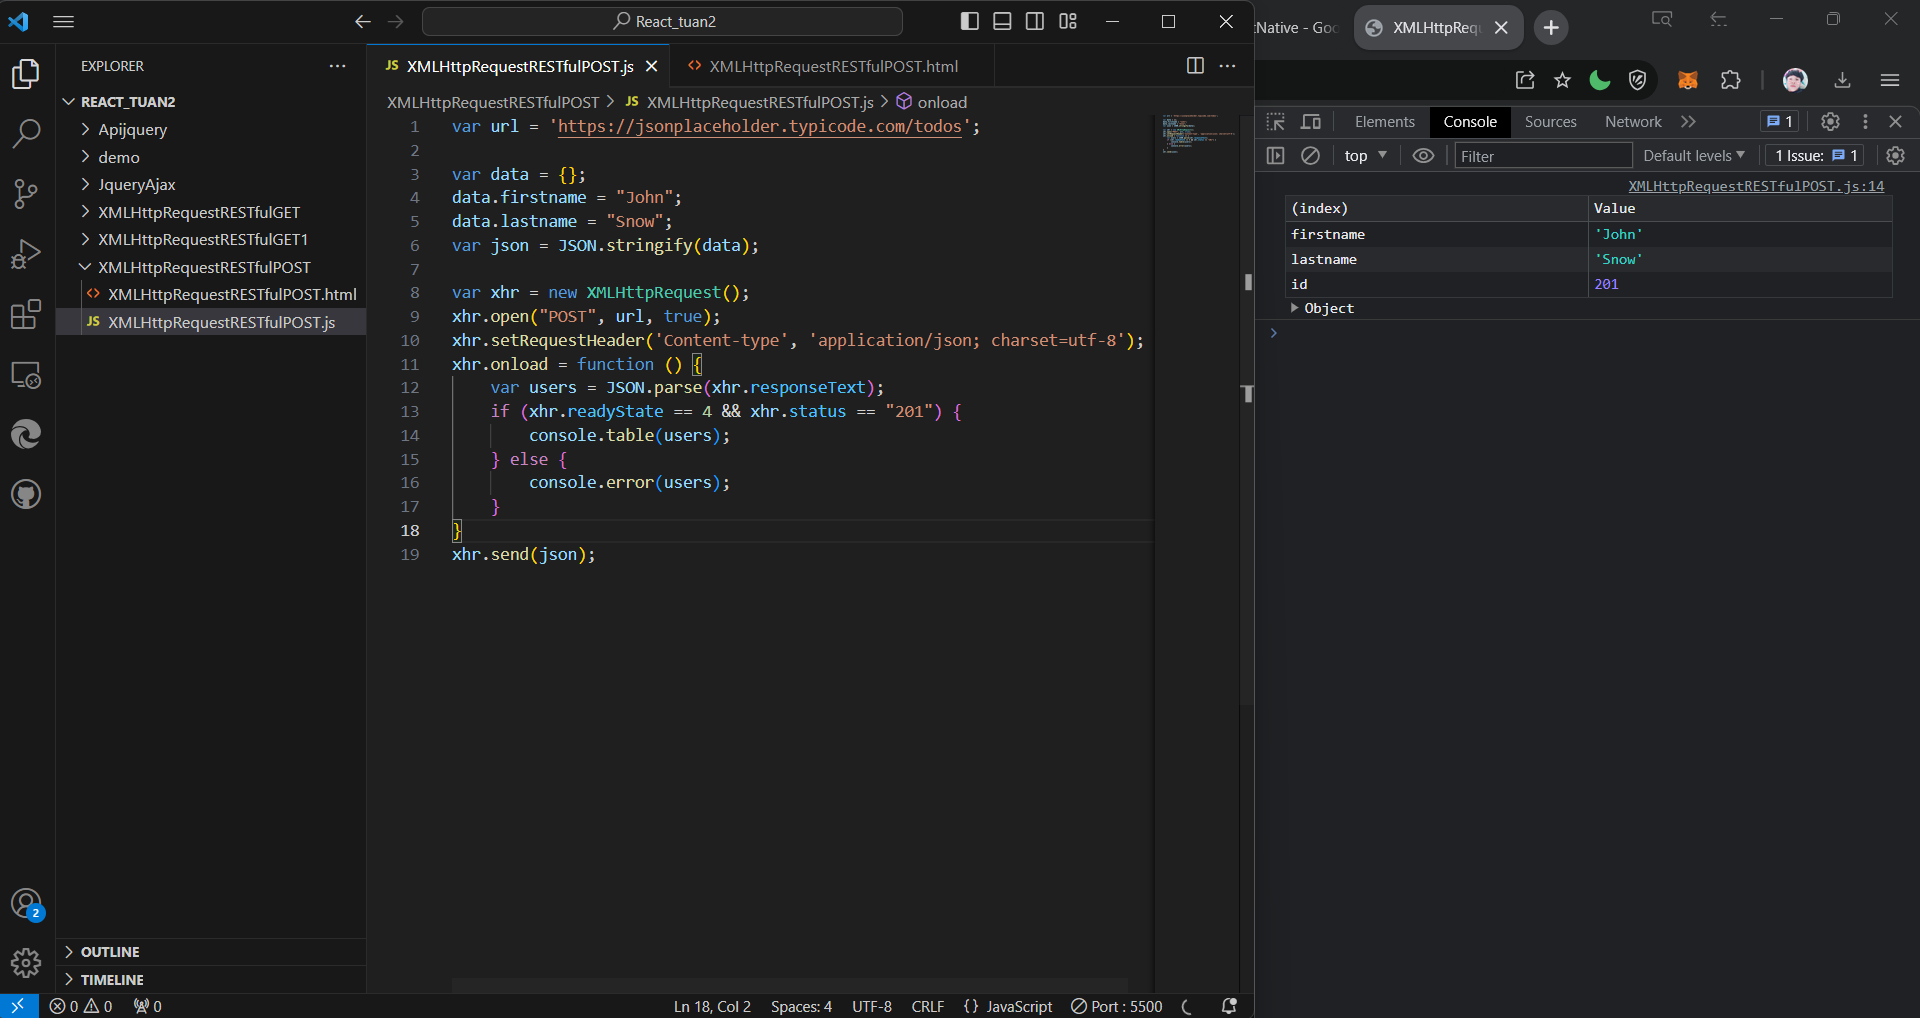 React_tuan2
EXPLORER
REACT_TUAN2
Apijquery
demo
JqueryAjax
XMLHttpRequestRESTfulGET
XMLHttpRequestRESTfulGET1
XMLHttpRequestRESTfulPOST
XMLHttpRequestRESTfulPOST.html
JS XMLHttpRequestRESTfulPOST.js
OUTLINE
TIMELINE
2
JS XMLHttpRequestRESTfulPOST.js
XMLHttpRequestRESTfulPOST.html
XMLHttpRequestRESTfulPOST > JS XMLHttpRequestRESTfulPOST.js > onload
1 var url = 'https://jsonplaceholder.typicode.com/todos';
2
3 var data = {};
4 data.firstname = "John";
5 data.lastname = "Snow";
6 var json = JSON.stringify(data);
7
8 var xhr = new XMLHttpRequest();
9 xhr.open("POST", url, true);
10 xhr.setRequestHeader('Content-type', 'application/json; charset=utf-8');
11 xhr.onload = function () {
12     var users = JSON.parse(xhr.responseText);
13     if (xhr.readyState == 4 && xhr.status == "201") {
14         console.table(users);
15     } else {
16         console.error(users);
17     }
18 }
19 xhr.send(json);
0 0 0
Ln 18, Col 2 Spaces: 4 UTF-8 CRLF {} JavaScript Port : 5500
tNative - Goo
XMLHttpReq
Elements Console Sources Network 1
top Filter Default levels 1 Issue: 1
XMLHttpRequestRESTfulPOST.js:14
(index) Value
firstname 'John'
lastname 'Snow'
id 201
Object